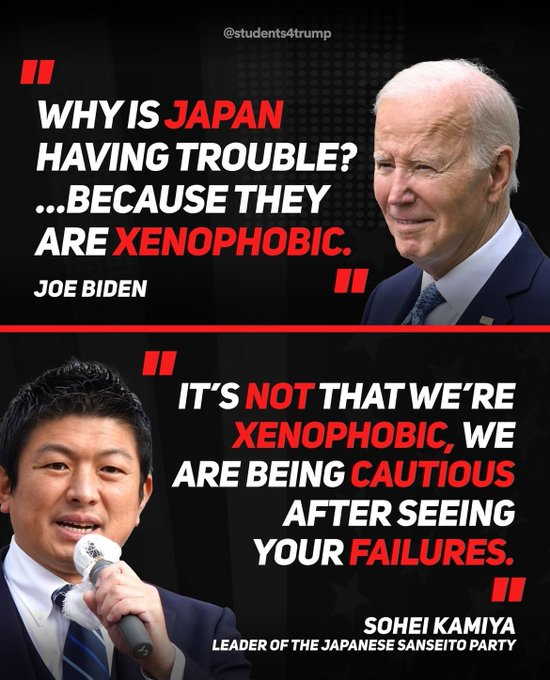 @students4trump
"
WHY IS JAPAN
HAVING TROUBLE?
...BECAUSE THEY
ARE XENOPHOBIC.
"
JOE BIDEN
"
IT'S NOT THAT WE'RE
XENOPHOBIC, WE
ARE BEING CAUTIOUS
AFTER SEEING
YOUR FAILURES.
"
SOHEI KAMIYA
LEADER OF THE JAPANESE SANSEITO PARTY